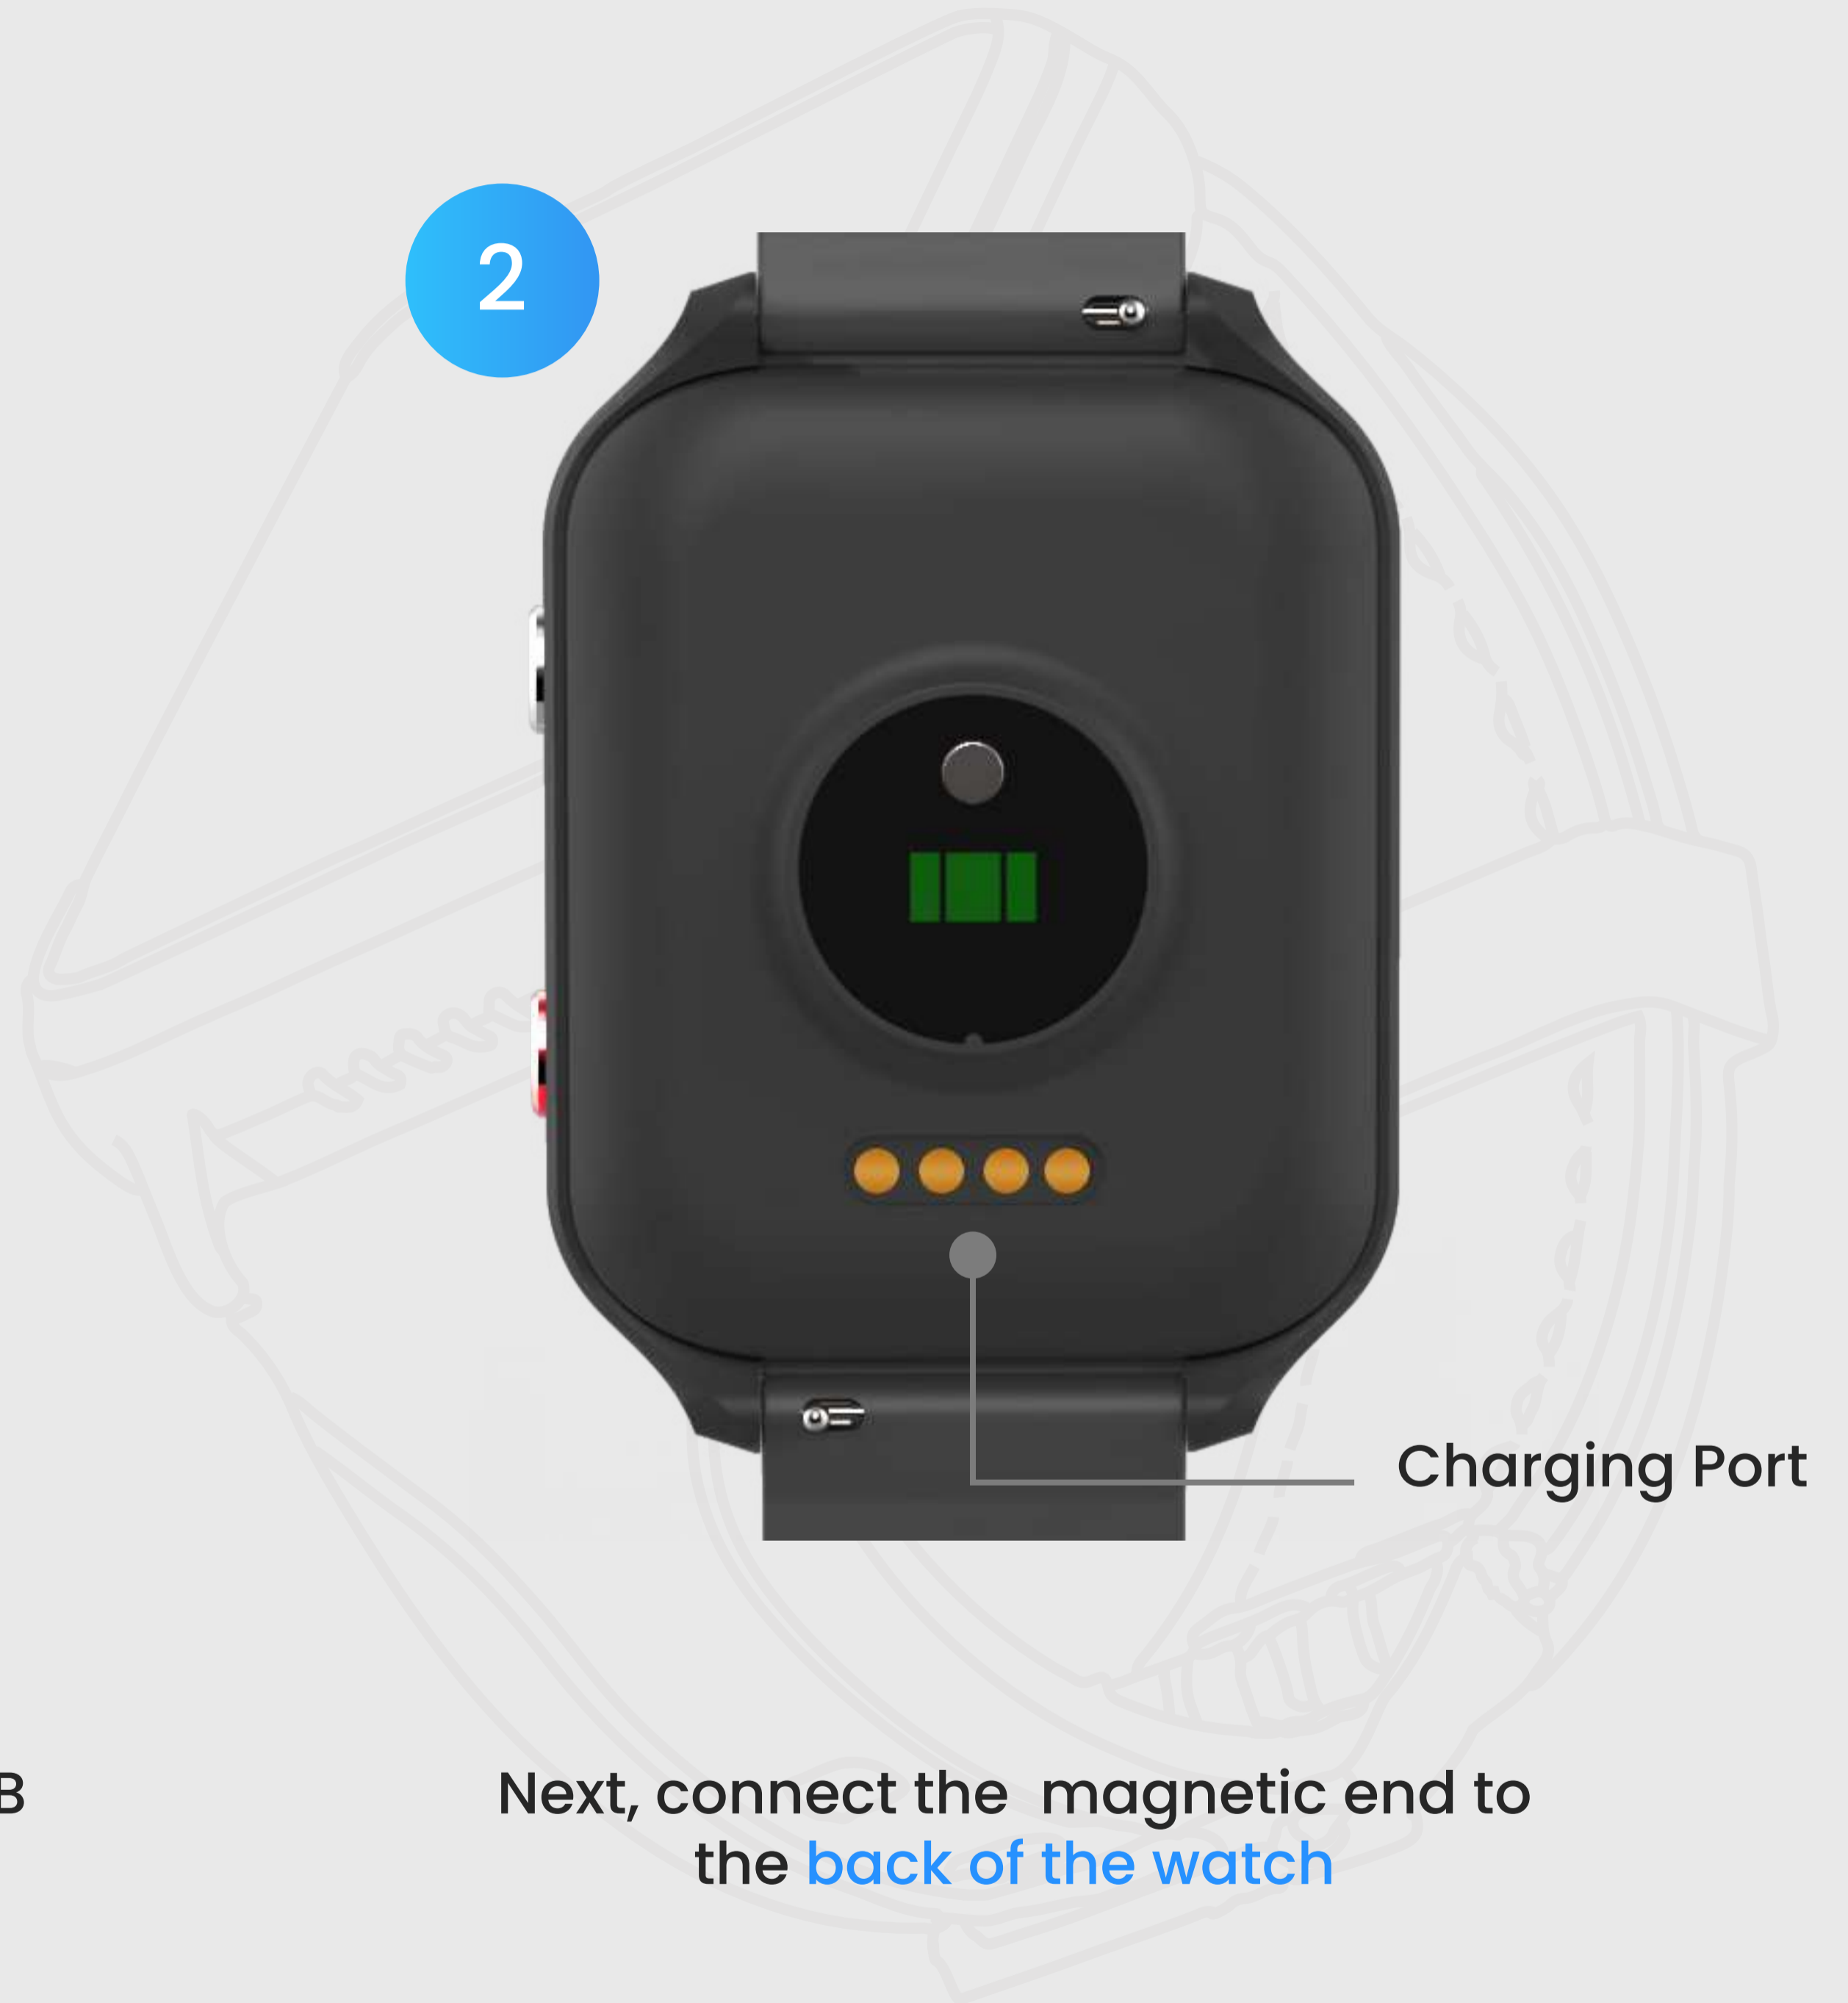 2
Charging Port
B
Next, connect the  magnetic end to
the back of the watch